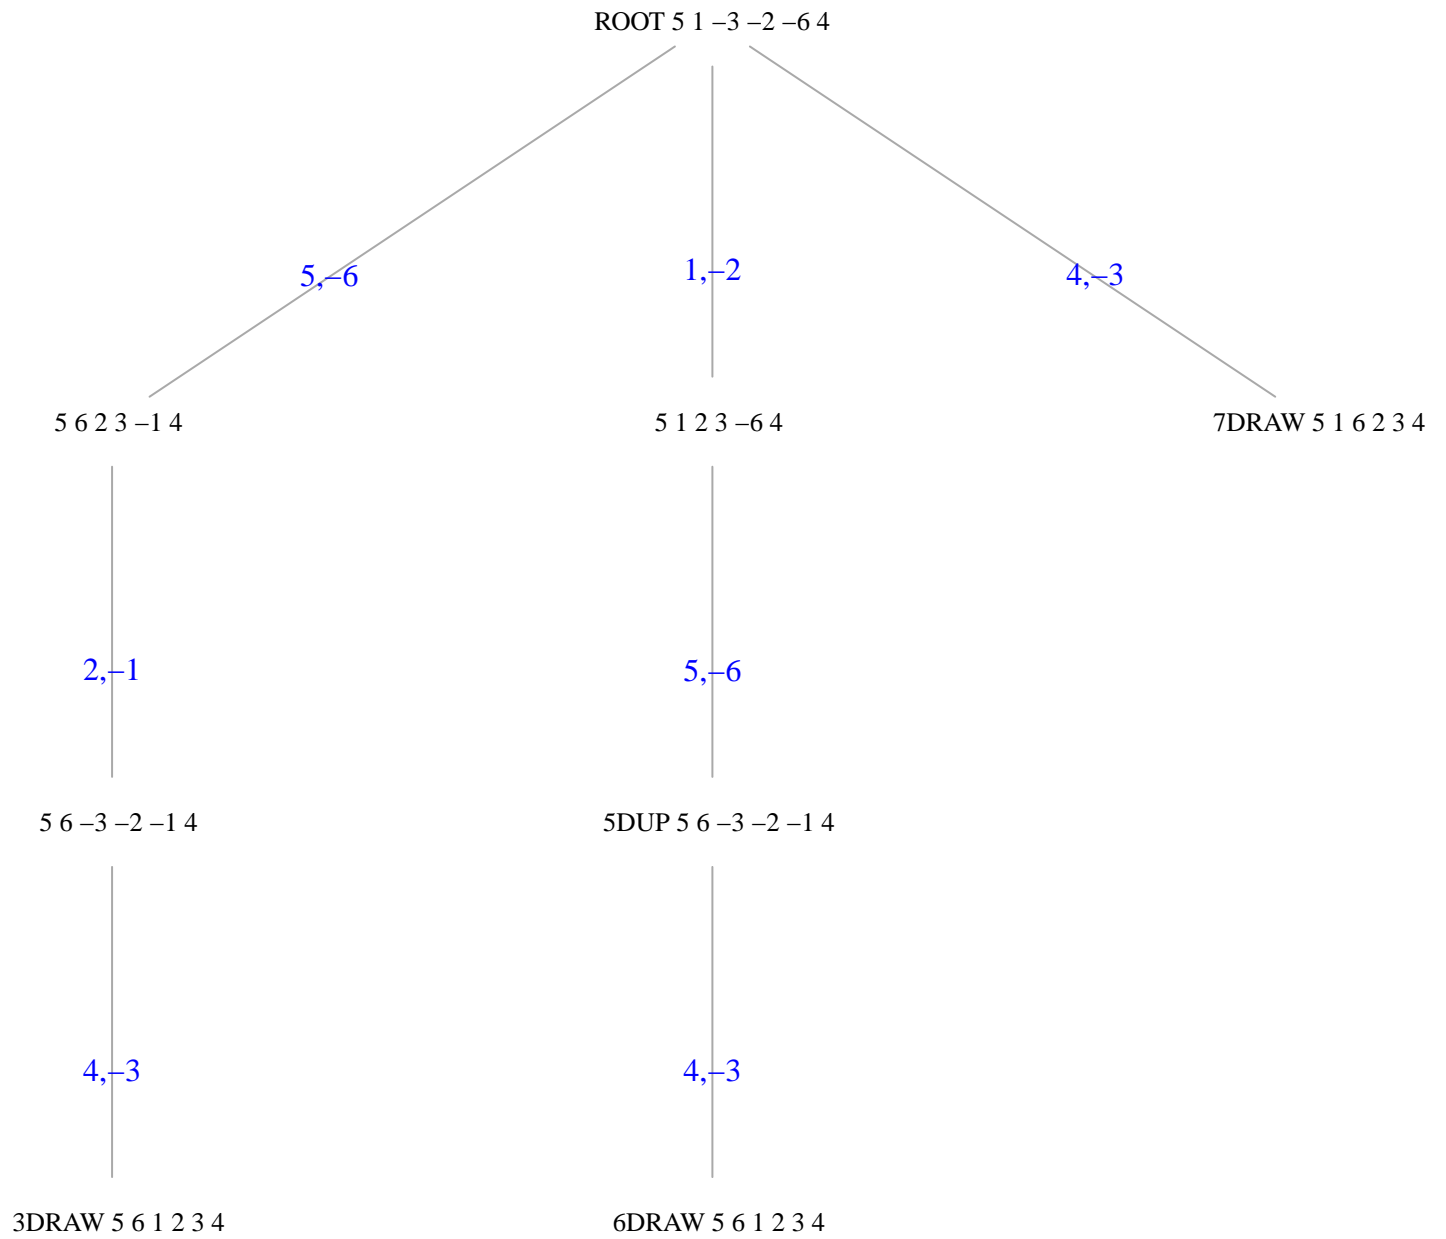 ROOT 5 1 –3 –2 –6 4
5,–6
1,–2
4,–3
5 6 2 3 –1 4
5 1 2 3 –6 4
7DRAW 5 1 6 2 3 4
2,–1
5,–6
5 6 –3 –2 –1 4
5DUP 5 6 –3 –2 –1 4
4,–3
4,–3
3DRAW 5 6 1 2 3 4
6DRAW 5 6 1 2 3 4